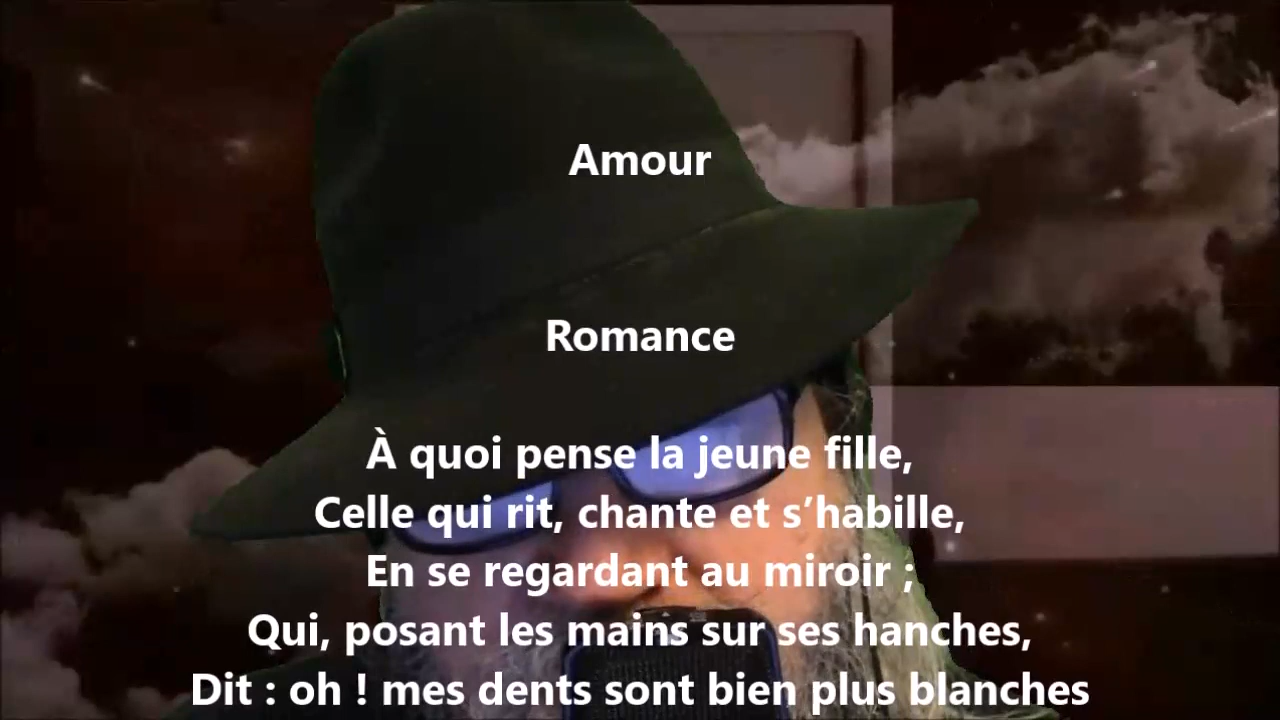 Amour
Romance
À quoi pense la jeune fille,
Celle qui rit, chante et s’habille,
En se regardant au miroir ;
Qui, posant les mains sur ses hanches,
Dit : oh ! mes dents sont bien plus blanches